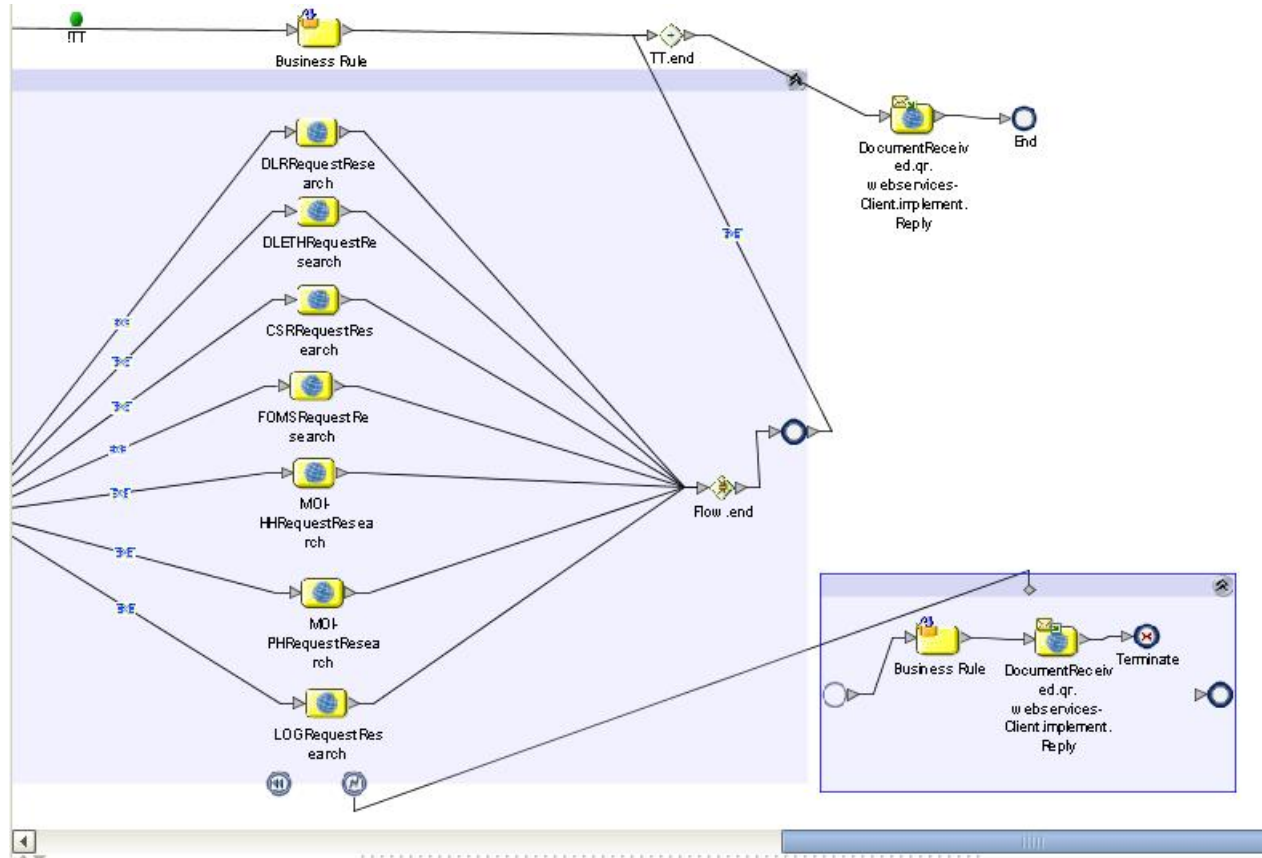 !TT
Business Rule
TT.end
DocumentReceiv
ed.qr.
webservices-
Client.implement.
Reply
End
DLRRequestRese
arch
DLETHRequestRe
search
CSRRequestRes
earch
FOMSRequestRe
search
MOI-
HHRequestResea
rch
Flow .end
MOI-
PHRequestResea
rch
LOGRequestRes
earch
Business Rule
DocumentReceiv
ed.qr.
webservices-
Client.implement.
Reply
Terminate